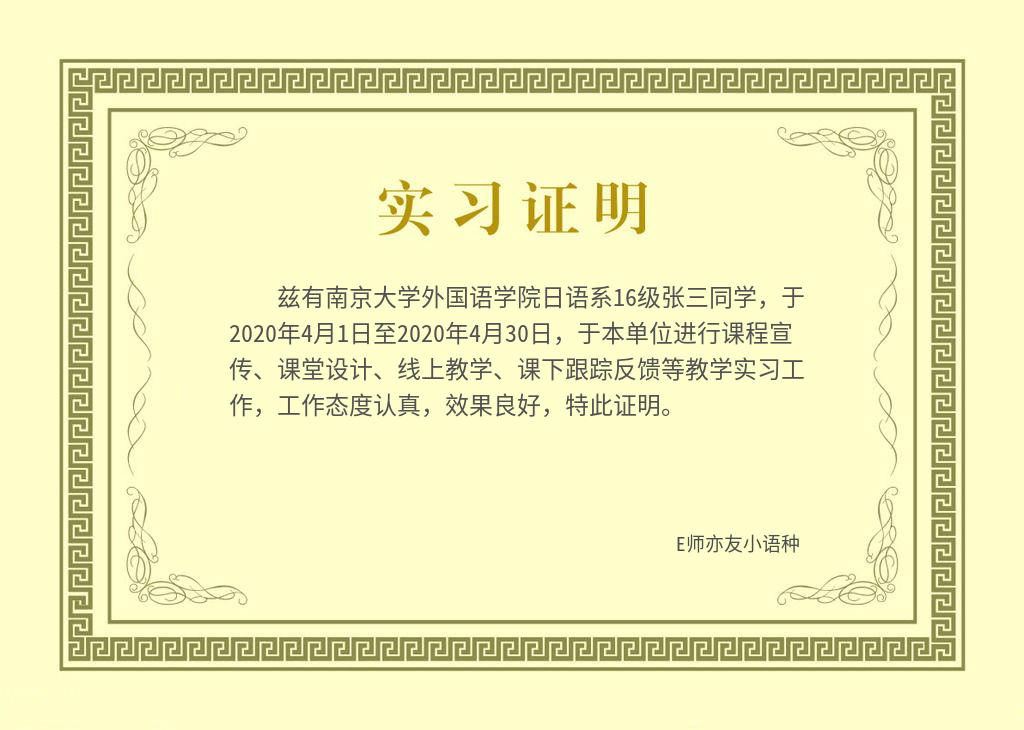 实习证明
兹有南京大学外国语学院日语系16级张三同学，于
2020年4月1日至2020年4月30日，于本单位进行课程宣
传、课堂设计、线上教学、课下跟踪反馈等教学实习工
作，工作态度认真，效果良好，特此证明。
E师亦友小语种